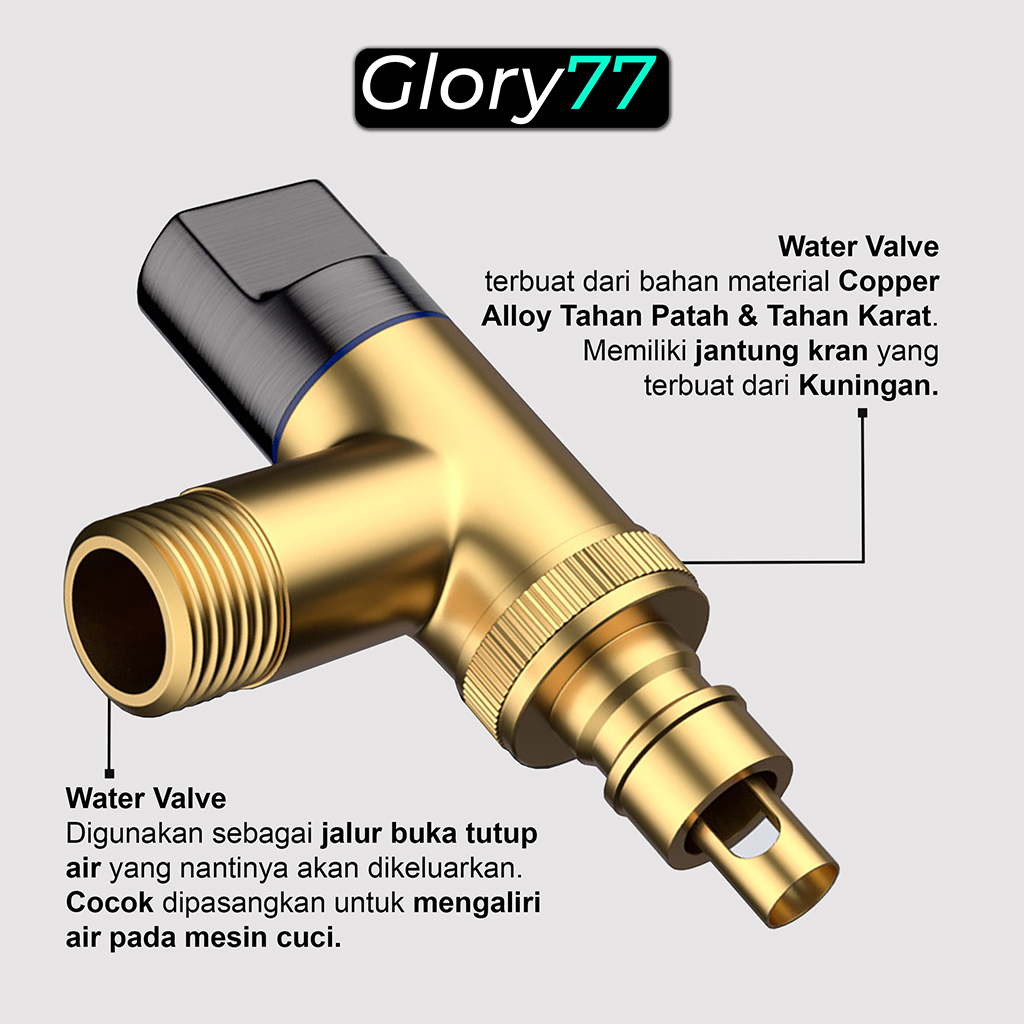 Glory77
Water Valve
terbuat dari bahan material Copper
Alloy Tahan Patah & Tahan Karat.
Memiliki jantung kran yang
terbuat dari Kuningan.
Water Valve
Digunakan sebagai jalur buka tutup
air yang nantinya akan dikeluarkan.
Cocok dipasangkan untuk mengaliri
air pada mesin cuci.